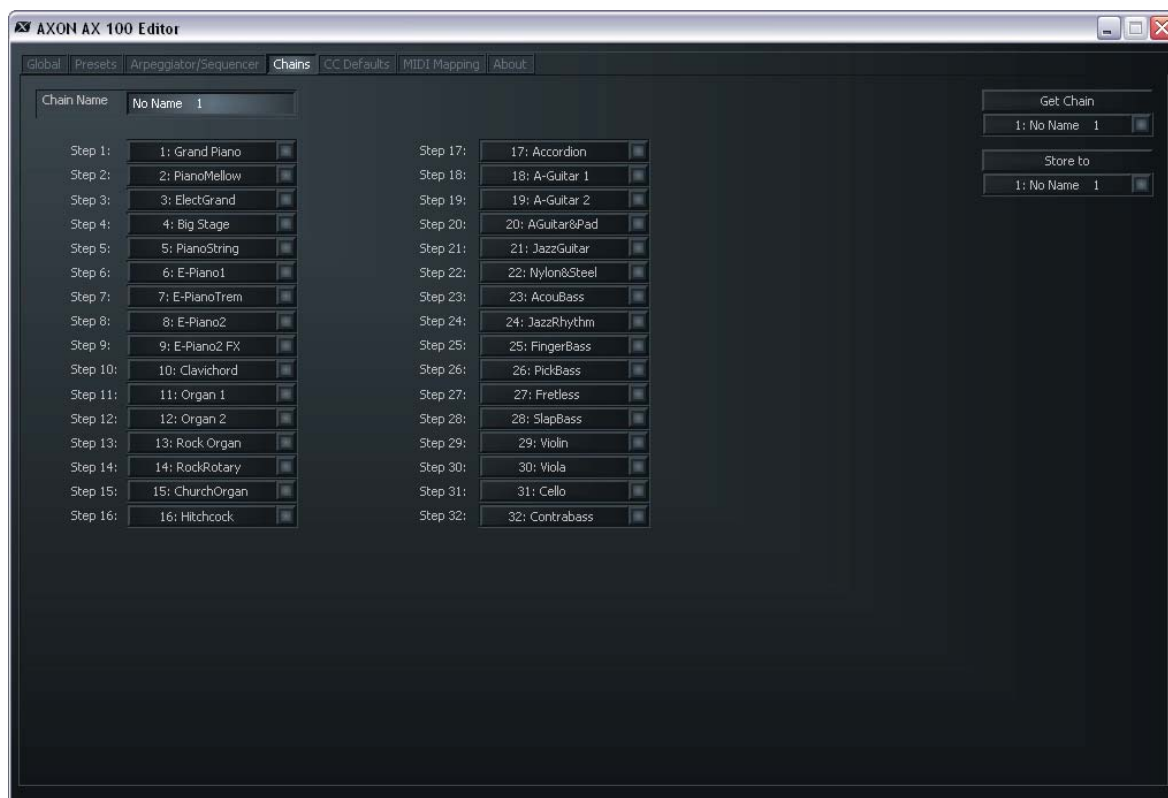 AXON AX 100 Editor
Global Presets Arpeggiator/Sequencer Chains CC Defaults MIDI Mapping About
Chain Name No Name 1
Get Chain
1: No Name 1
Store to
1: No Name 1
Step 1: 1: Grand Piano
Step 2: 2: PianoMellow
Step 3: 3: ElectGrand
Step 4: 4: Big Stage
Step 5: 5: PianoString
Step 6: 6: E-Piano1
Step 7: 7: E-PianoTrem
Step 8: 8: E-Piano2
Step 9: 9: E-Piano2 FX
Step 10: 10: Clavichord
Step 11: 11: Organ 1
Step 12: 12: Organ 2
Step 13: 13: Rock Organ
Step 14: 14: RockRotary
Step 15: 15: ChurchOrgan
Step 16: 16: Hitchcock
Step 17: 17: Accordion
Step 18: 18: A-Guitar 1
Step 19: 19: A-Guitar 2
Step 20: 20: AGuitar&Pad
Step 21: 21: JazzGuitar
Step 22: 22: Nylon&Steel
Step 23: 23: AcouBass
Step 24: 24: JazzRhythm
Step 25: 25: FingerBass
Step 26: 26: PickBass
Step 27: 27: Fretless
Step 28: 28: SlapBass
Step 29: 29: Violin
Step 30: 30: Viola
Step 31: 31: Cello
Step 32: 32: Contrabass